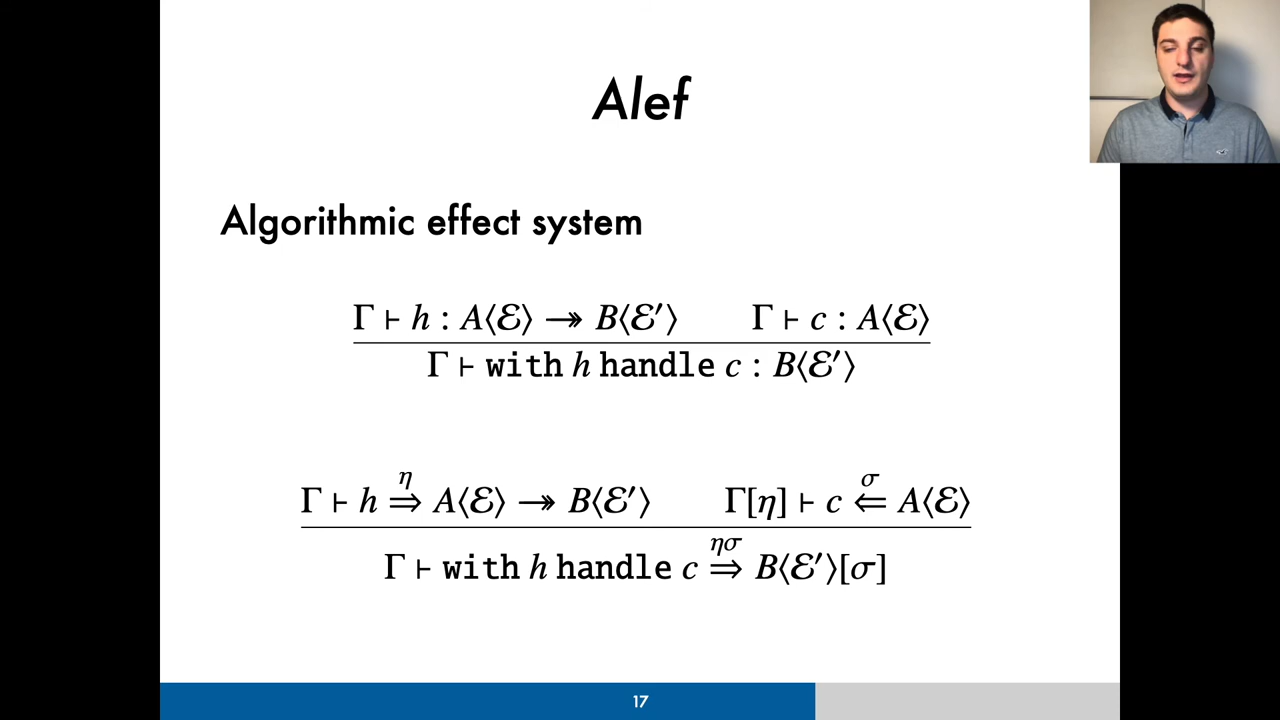 Alef
Algorithmic effect system
Γ ⊢ h : A⟨ℰ⟩ ↠ B⟨ℰ′⟩ Γ ⊢ c : A⟨ℰ⟩
Γ ⊢ with h handle c : B⟨ℰ′⟩
η σ
Γ ⊢ h ⇒ A⟨ℰ⟩ ↠ B⟨ℰ′⟩ Γ[η] ⊢ c ⇐ A⟨ℰ⟩
ησ
Γ ⊢ with h handle c ⇒ B⟨ℰ′⟩[σ]
17